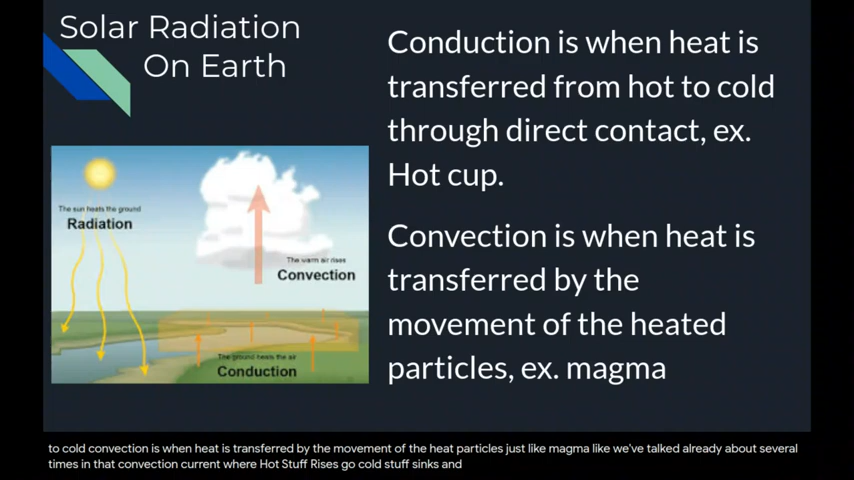 Solar Radiation
On Earth
Conduction is when heat is
transferred from hot to cold
through direct contact, ex.
Hot cup.
Convection is when heat is
transferred by the
movement of the heated
particles, ex. magma
The sun heats the ground
Radiation
The warm air rises
Convection
The ground heats the air
Conduction
to cold convection is when heat is transferred by the movement of the heat particles just like magma like we've talked already about several
times in that convection current where Hot Stuff Rises go cold stuff sinks and